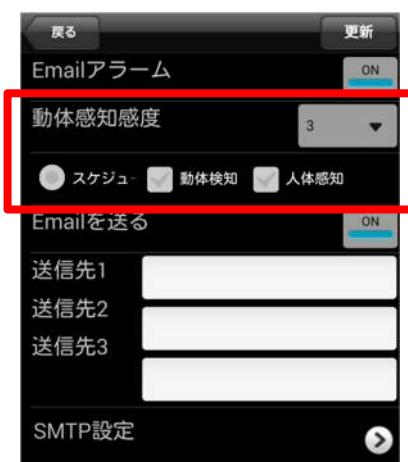 戻る 更新
Emailアラーム ON
動体感知感度 3
スケジュー 動体検知 人体感知
Emailを送る ON
送信先1
送信先2
送信先3
SMTP設定